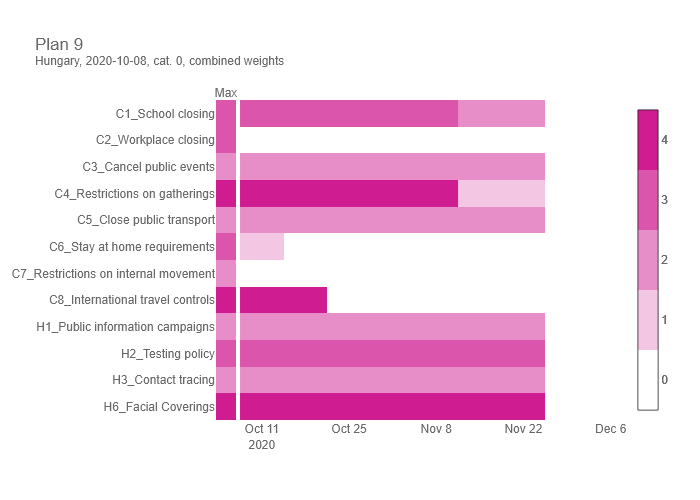 Plan 9
Hungary, 2020-10-08, cat. 0, combined weights
Max
C1_School closing
C2_Workplace closing
C3_Cancel public events
C4_Restrictions on gatherings
C5_Close public transport
C6_Stay at home requirements
C7_Restrictions on internal movement
C8_International travel controls
H1_Public information campaigns
H2_Testing policy
H3_Contact tracing
H6_Facial Coverings
Oct 11 Oct 25 Nov 8 Nov 22 Dec 6
2020
4
3
2
1
0